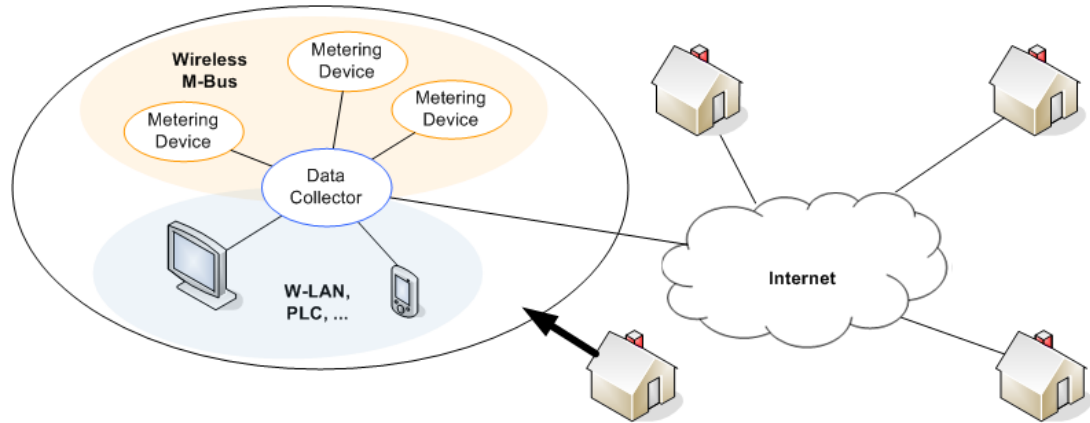 Wireless
M-Bus
Metering
Device
Metering
Device
Metering
Device
Data
Collector
W-LAN,
PLC, ...
Internet